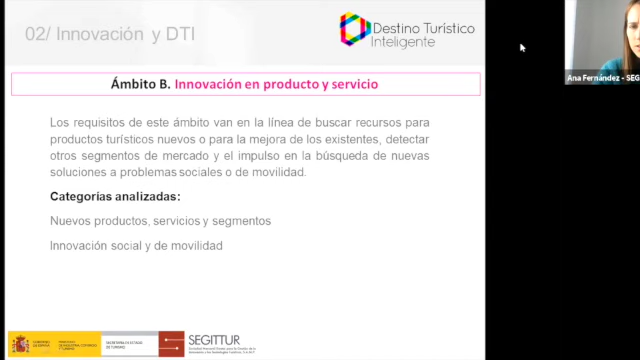 02/ Innovación y DTI
Destino Turístico
Inteligente
Ana Fernández - SEG
Ámbito B. Innovación en producto y servicio
Los requisitos de este ámbito van en la línea de buscar recursos para
productos turísticos nuevos o para la mejora de los existentes, detectar
otros segmentos de mercado y el impulso en la búsqueda de nuevas
soluciones a problemas sociales o de movilidad.
Categorías analizadas:
Nuevos productos, servicios y segmentos
Innovación social y de movilidad
SEGITTUR